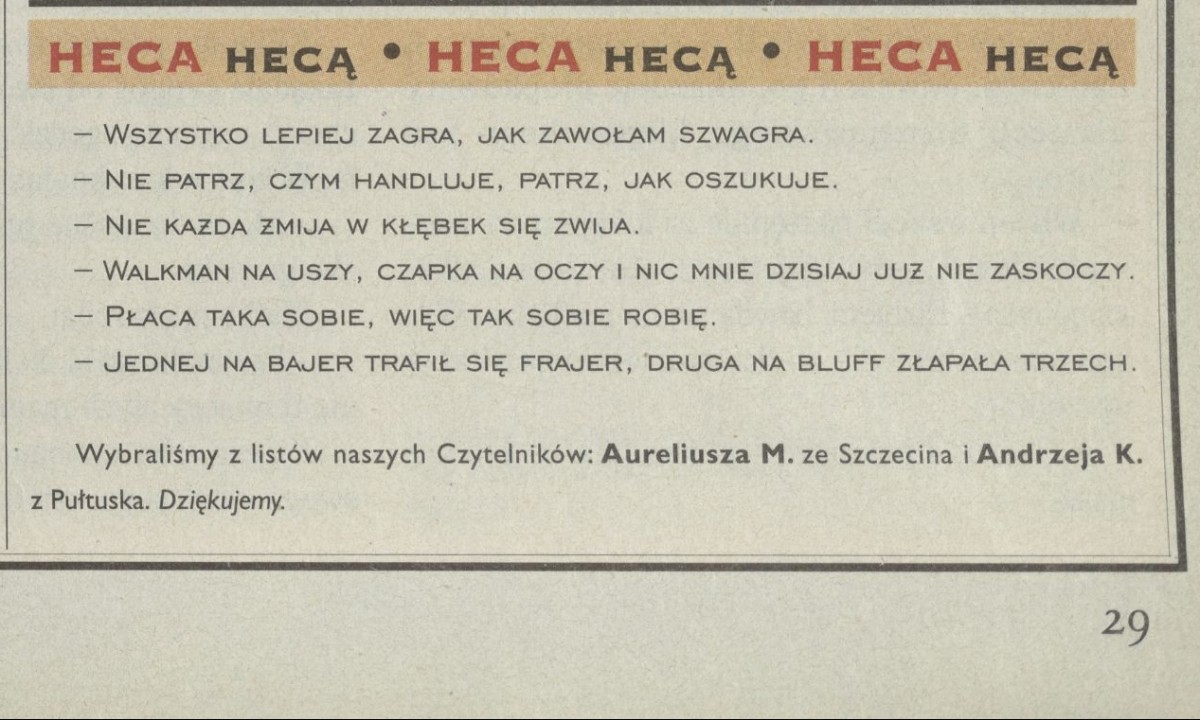 HECA HECĄ • HECA HECĄ • HECA HECĄ
– WSZYSTKO LEPIEJ ZAGRA, JAK ZAWOŁAM SZWAGRA.
– NIE PATRZ, CZYM HANDLUJE, PATRZ, JAK OSZUKUJE.
– NIE KAƵDA ƵMIJA W KŁĘBEK SIĘ ZWIJA.
– WALKMAN NA USZY, CZAPKA NA OCZY I NIC MNIE DZISIAJ JUƵ NIE ZASKOCZY.
– PŁACA TAKA SOBIE, WIĘC TAK SOBIE ROBIĘ.
– JEDNEJ NA BAJER TRAFIŁ SIĘ FRAJER, DRUGA NA BLUFF ZŁAPAŁA TRZECH.
Wybraliśmy z listów naszych Czytelników: Aureliusza M. ze Szczecina i Andrzeja K.
z Pułtuska. Dziękujemy.
29